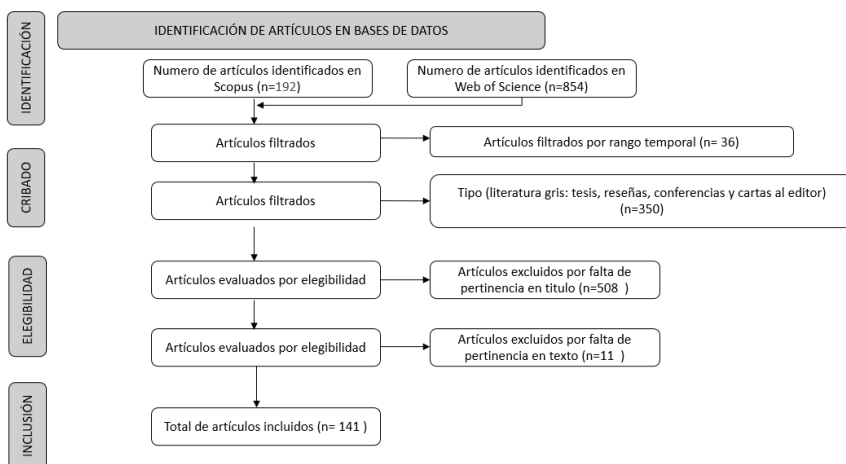 IDENTIFICACIÓN
IDENTIFICACIÓN DE ARTÍCULOS EN BASES DE DATOS
Numero de artículos identificados en
Scopus (n=192)
Numero de artículos identificados en
Web of Science (n=854)
Artículos filtrados
Artículos filtrados por rango temporal (n= 36)
CRIBADO
Artículos filtrados
Tipo (literatura gris: tesis, reseñas, conferencias y cartas al editor)
(n=350)
ELEGIBILIDAD
Artículos evaluados por elegibilidad
Artículos excluidos por falta de
pertinencia en titulo (n=508 )
Artículos evaluados por elegibilidad
Artículos excluidos por falta de
pertinencia en texto (n=11 )
INCLUSIÓN
Total de artículos incluidos (n= 141 )